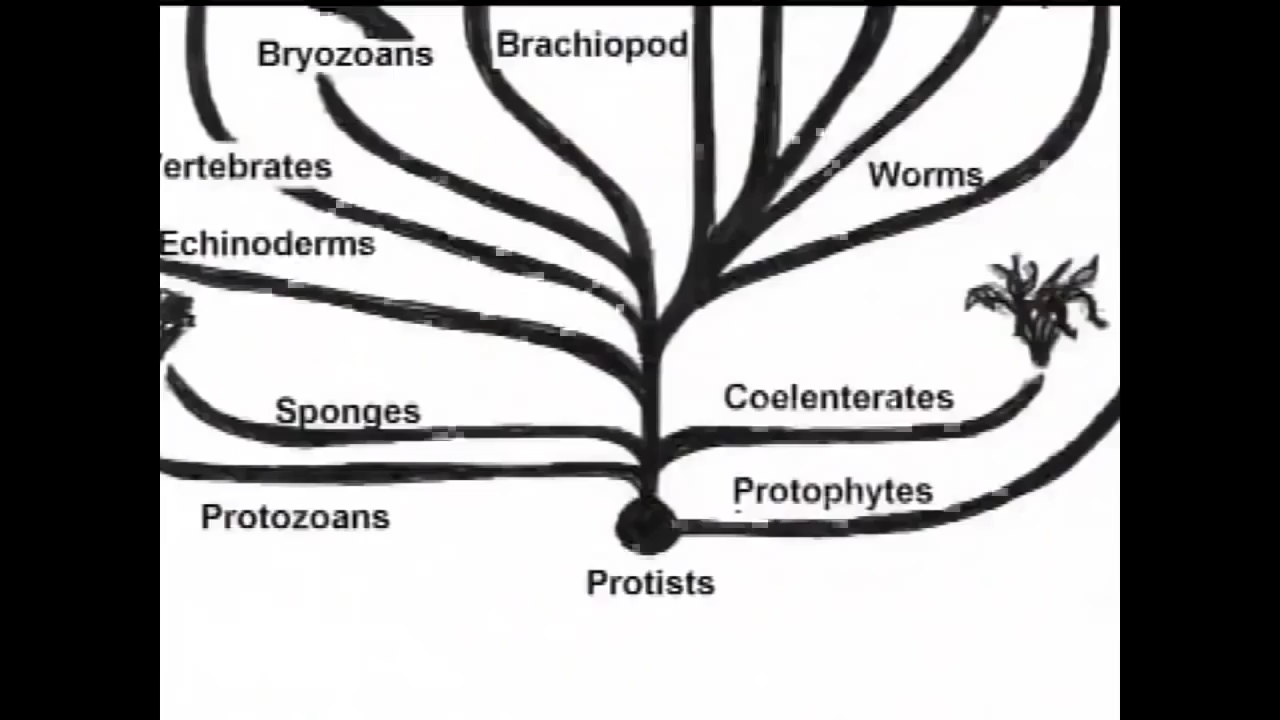 Bryozoans
Brachiopod
ertebrates
Worms
Echinoderms
Sponges
Coelenterates
Protozoans
Protophytes
Protists